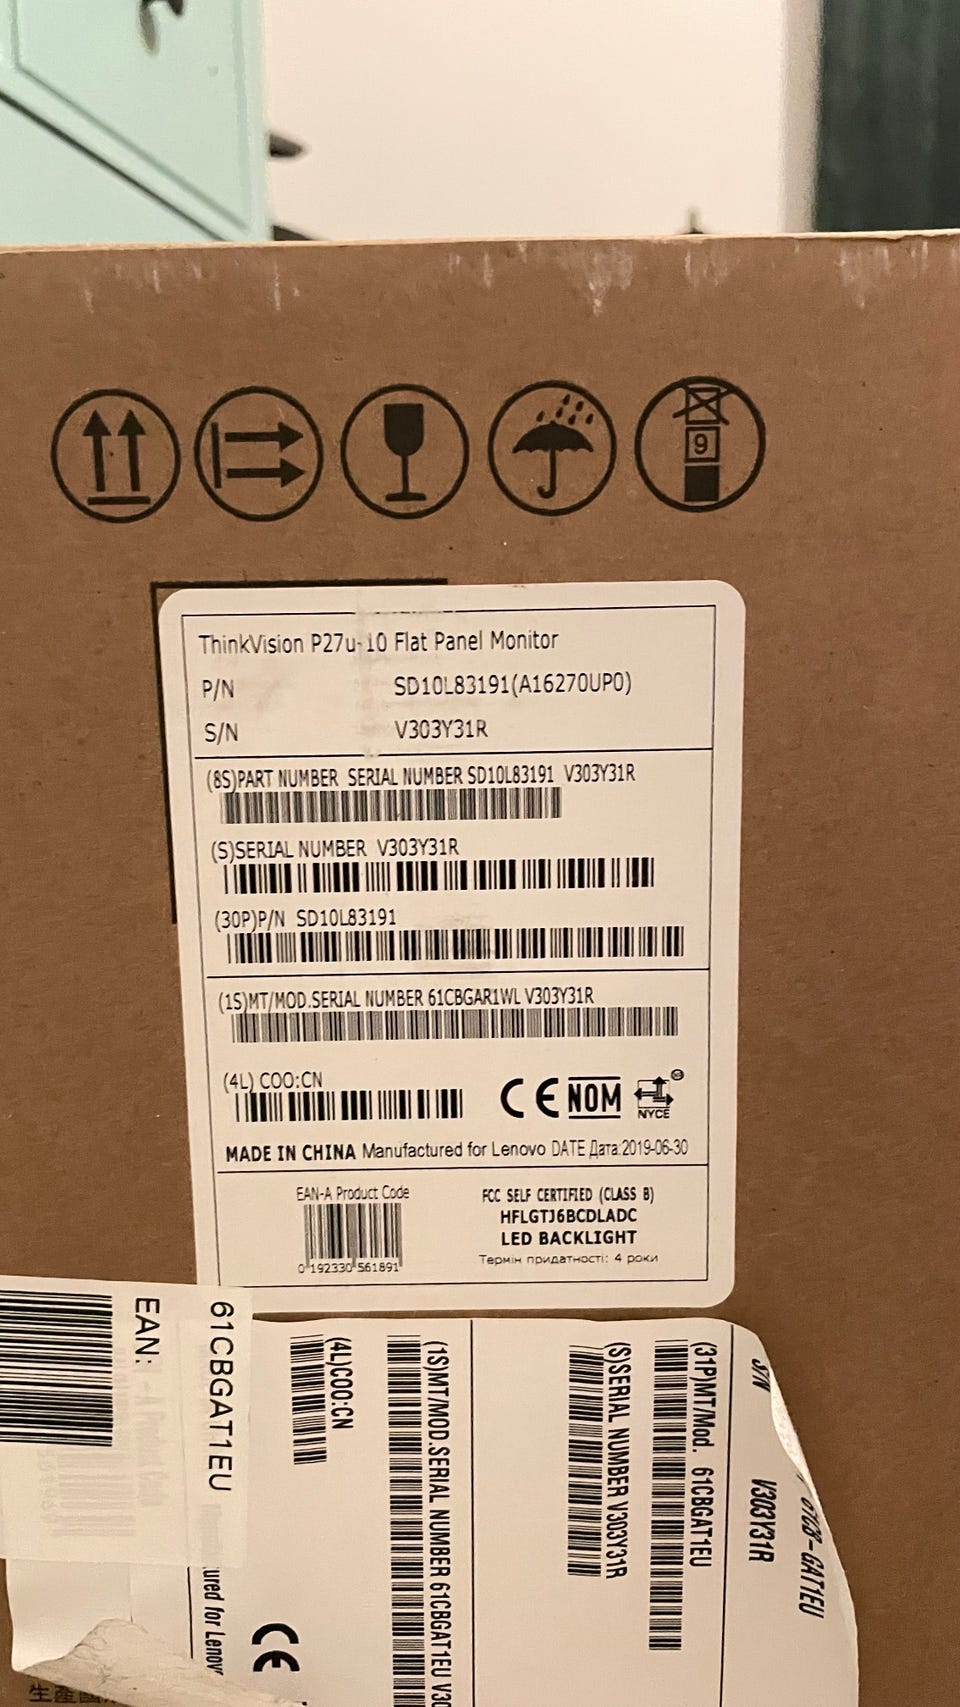 9
ThinkVision P27u-10 Flat Panel Monitor
P/N SD10L83191(A16270UP0)
S/N V303Y31R
(8S)PART NUMBER SERIAL NUMBER SD10L83191 V303Y31R
(S)SERIAL NUMBER V303Y31R
(30P)P/N SD10L83191
(1S)MT/MOD.SERIAL NUMBER 61CBGAR1WL V303Y31R
(4L) COO:CN
CE NOM
NYCE
MADE IN CHINA Manufactured for Lenovo DATE Дата:2019-06-30
EAN-A Product Code
0 192330 561891
FCC SELF CERTIFIED (CLASS B)
HFLGTJ6BCDLADC
LED BACKLIGHT
Термін придатності: 4 роки
61CBGAT1EU
EAN:
S/N V303Y31R
(31P)MT/Mod. 61CBGAT1EU
(S)SERIAL NUMBER V303Y31R
(1S)MT/MOD.SERIAL NUMBER 61CBGAT1EU V30
(4L)COO:CN
CE
ured for Lenov
生產國